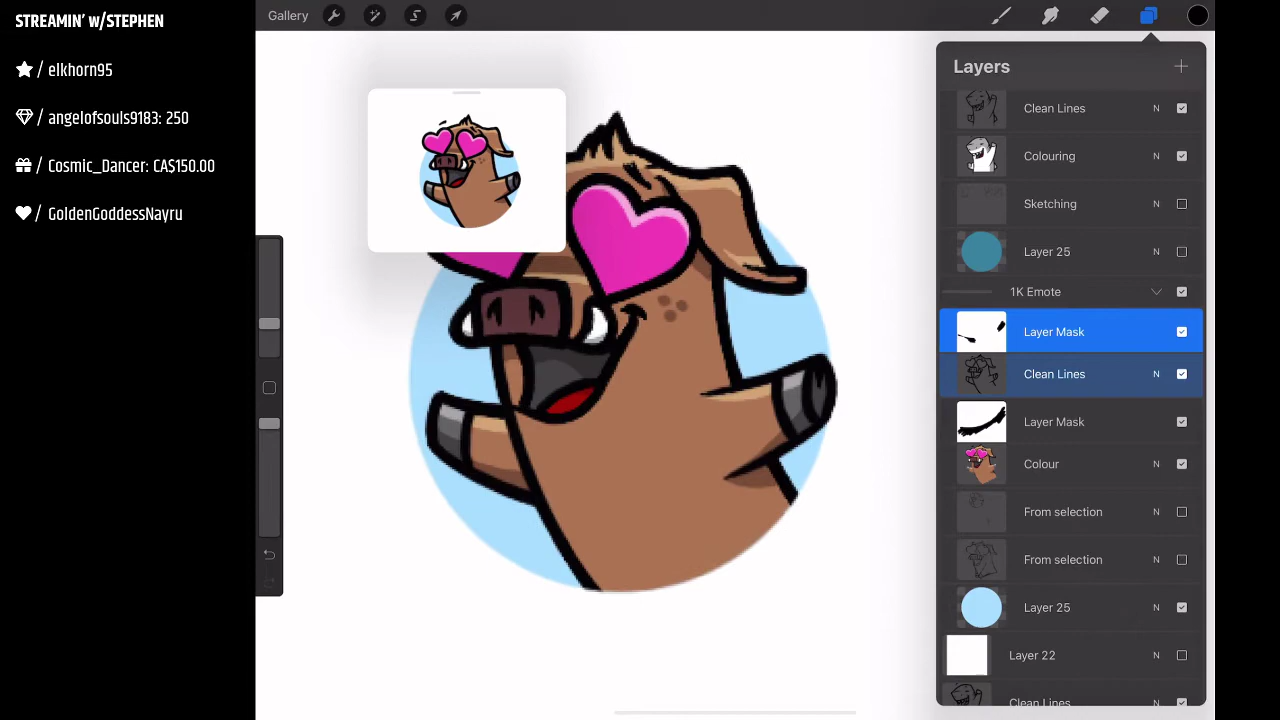 STREAMIN' w/STEPHEN
/ elkhorn95
/ angelofsouls9183: 250
/ Cosmic_Dancer: CA$150.00
/ GoldenGoddessNayru
Gallery
Layers
Clean Lines N
Colouring N
Sketching N
Layer 25 N
1K Emote
Layer Mask
Clean Lines N
Layer Mask
Colour N
From selection N
From selection N
Layer 25 N
Layer 22 N
Clean Lines N